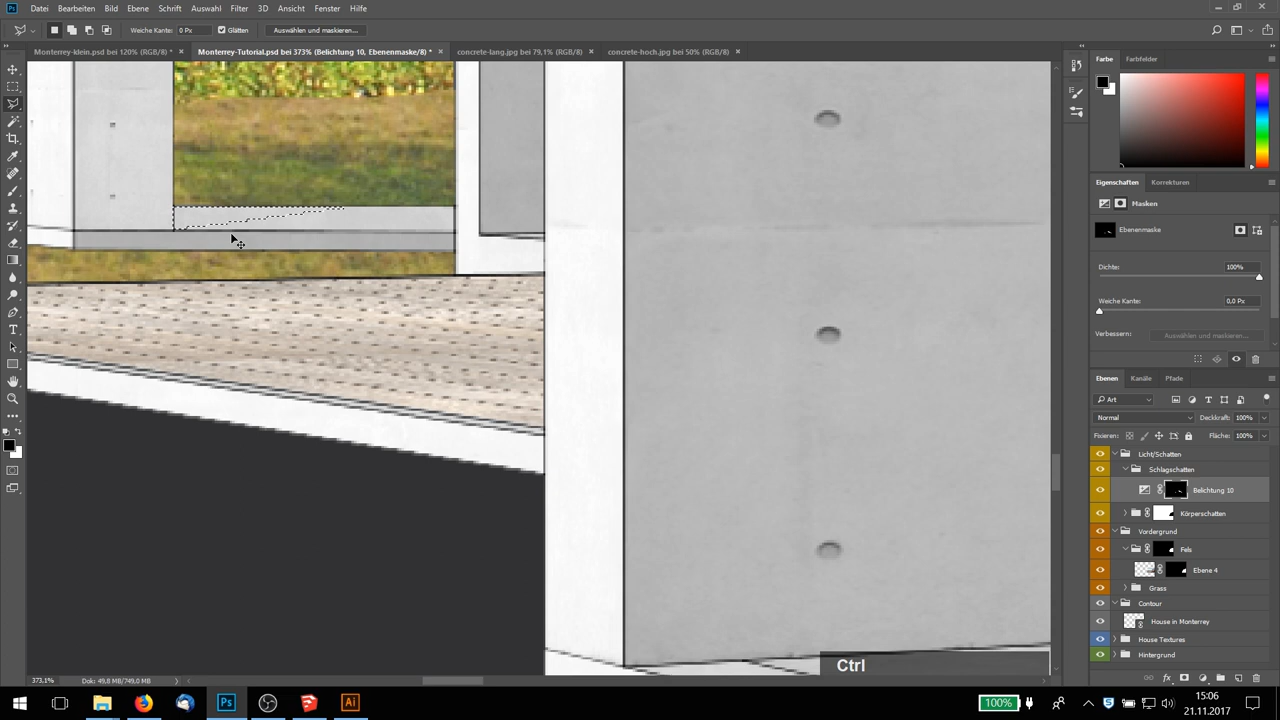 Ps Datei Bearbeiten Bild Ebene Schrift Auswahl Filter 3D Ansicht Fenster Hilfe
Weiche Kante: 0 Px Glätten Auswählen und maskieren...
Monterrey-klein.psd bei 120% (RGB/8) * × Monterrey-Tutorial.psd bei 373% (Belichtung 10, Ebenenmaske/8) * × concrete-lang.jpg bei 79,1% (RGB/8) × concrete-hoch.jpg bei 50% (RGB/8) ×
Farbe Farbfelder
Eigenschaften Korrekturen
Masken
Ebenenmaske
Dichte: 100%
Weiche Kante: 0,0 Px
Verbessern: Auswählen und maskieren...
Ebenen Kanäle Pfade
Art
Normal Deckkraft: 100%
Fixieren: Fläche: 100%
Licht/Schatten
Schlagschatten
Belichtung 10
Körperschatten
Vordergrund
Fels
Ebene 4
Grass
Contour
House in Monterrey
House Textures
Hintergrund
Ctrl
373,1% Dok: 49,8 MB/749,0 MB
Ps Ai 100% 15:06
21.11.2017